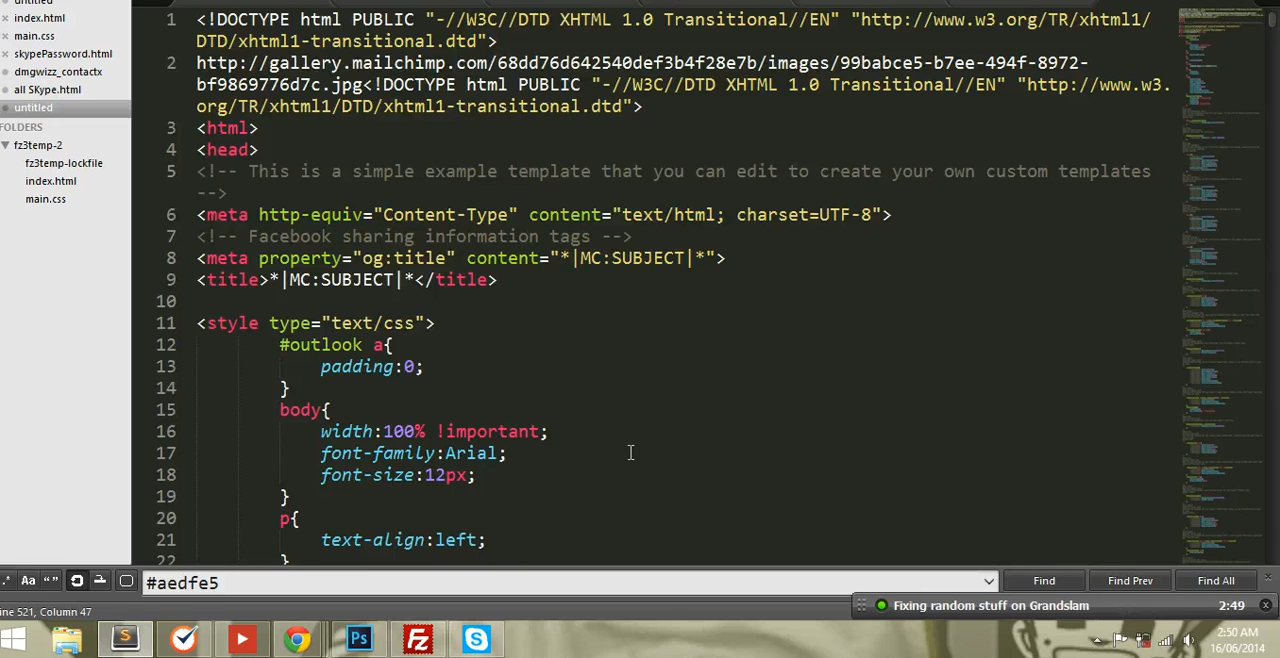 untitled
index.html
main.css
skypePassword.html
dmgwizz_contactx
all SKype.html
untitled
FOLDERS
fz3temp-2
fz3temp-lockfile
index.html
main.css
1 <!DOCTYPE html PUBLIC "-//W3C//DTD XHTML 1.0 Transitional//EN" "http://www.w3.org/TR/xhtml1/
DTD/xhtml1-transitional.dtd">
2 http://gallery.mailchimp.com/68dd76d642540def3b4f28e7b/images/99babce5-b7ee-494f-8972-
bf9869776d7c.jpg<!DOCTYPE html PUBLIC "-//W3C//DTD XHTML 1.0 Transitional//EN" "http://www.w3.
org/TR/xhtml1/DTD/xhtml1-transitional.dtd">
3 <html>
4 <head>
5 <!-- This is a simple example template that you can edit to create your own custom templates
-->
6 <meta http-equiv="Content-Type" content="text/html; charset=UTF-8">
7 <!-- Facebook sharing information tags -->
8 <meta property="og:title" content="*|MC:SUBJECT|*">
9 <title>*|MC:SUBJECT|*</title>
10
11 <style type="text/css">
12 #outlook a{
13 padding:0;
14 }
15 body{
16 width:100% !important;
17 font-family:Arial;
18 font-size:12px;
19 }
20 p{
21 text-align:left;
22 }
.* Aa “ ” #aedfe5 Find Find Prev Find All
ine 521, Column 47
Fixing random stuff on Grandslam 2:49
S Ps Fz S
2:50 AM
16/06/2014